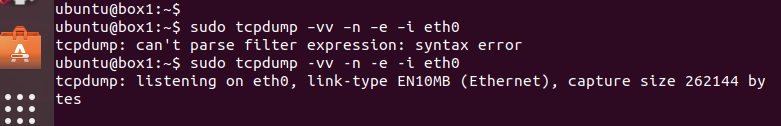 ubuntu@box1:~$
ubuntu@box1:~$ sudo tcpdump –vv –n –e –i eth0
tcpdump: can't parse filter expression: syntax error
ubuntu@box1:~$ sudo tcpdump -vv -n -e -i eth0
tcpdump: listening on eth0, link-type EN10MB (Ethernet), capture size 262144 by
tes